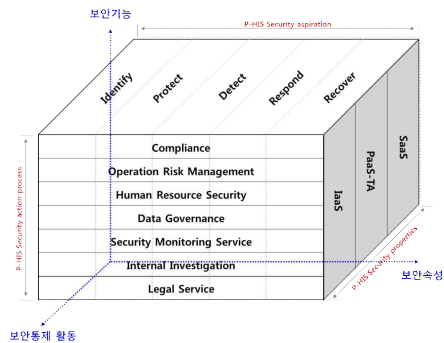 보안기능
P-HIS Security aspiration
Identify
Protect
Detect
Respond
Recover
Compliance
Operation Risk Management
Human Resource Security
Data Governance
Security Monitoring Service
Internal Investigation
Legal Service
IaaS
PaaS-TA
SaaS
P-HIS Security action process
P-HIS Security properties
보안속성
보안통제 활동